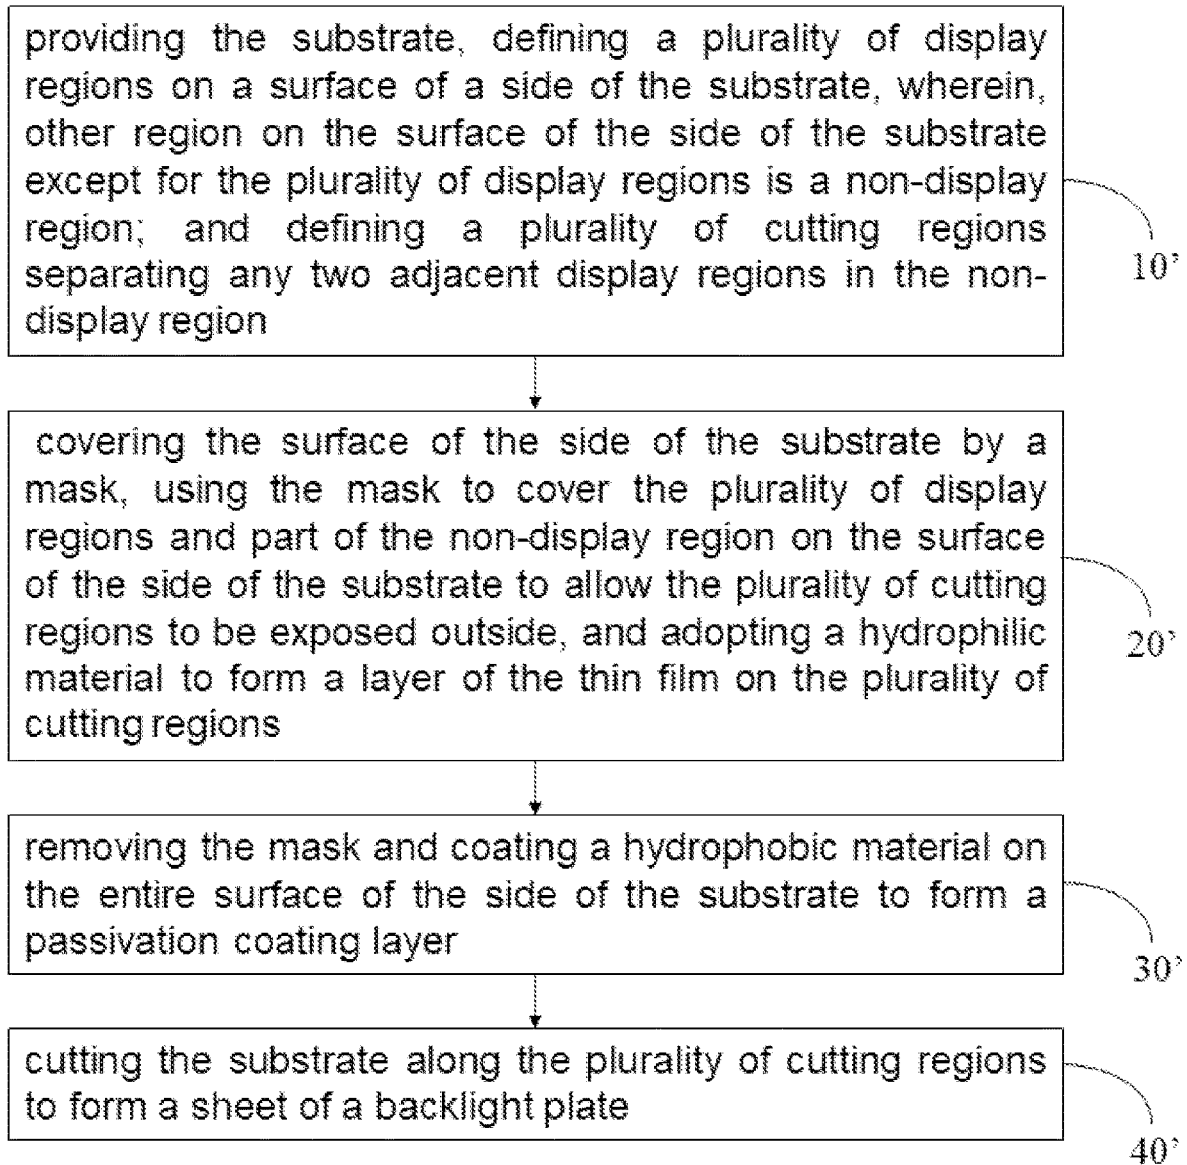 providing the substrate, defining a plurality of display
regions on a surface of a side of the substrate, wherein,
other region on the surface of the side of the substrate
except for the plurality of display regions is a non-display
region; and defining a plurality of cutting regions
separating any two adjacent display regions in the non-
display region
10’
covering the surface of the side of the substrate by a
mask, using the mask to cover the plurality of display
regions and part of the non-display region on the surface
of the side of the substrate to allow the plurality of cutting
regions to be exposed outside, and adopting a hydrophilic
material to form a layer of the thin film on the plurality of
cutting regions
20’
removing the mask and coating a hydrophobic material on
the entire surface of the side of the substrate to form a
passivation coating layer
30’
cutting the substrate along the plurality of cutting regions
to form a sheet of a backlight plate
40’